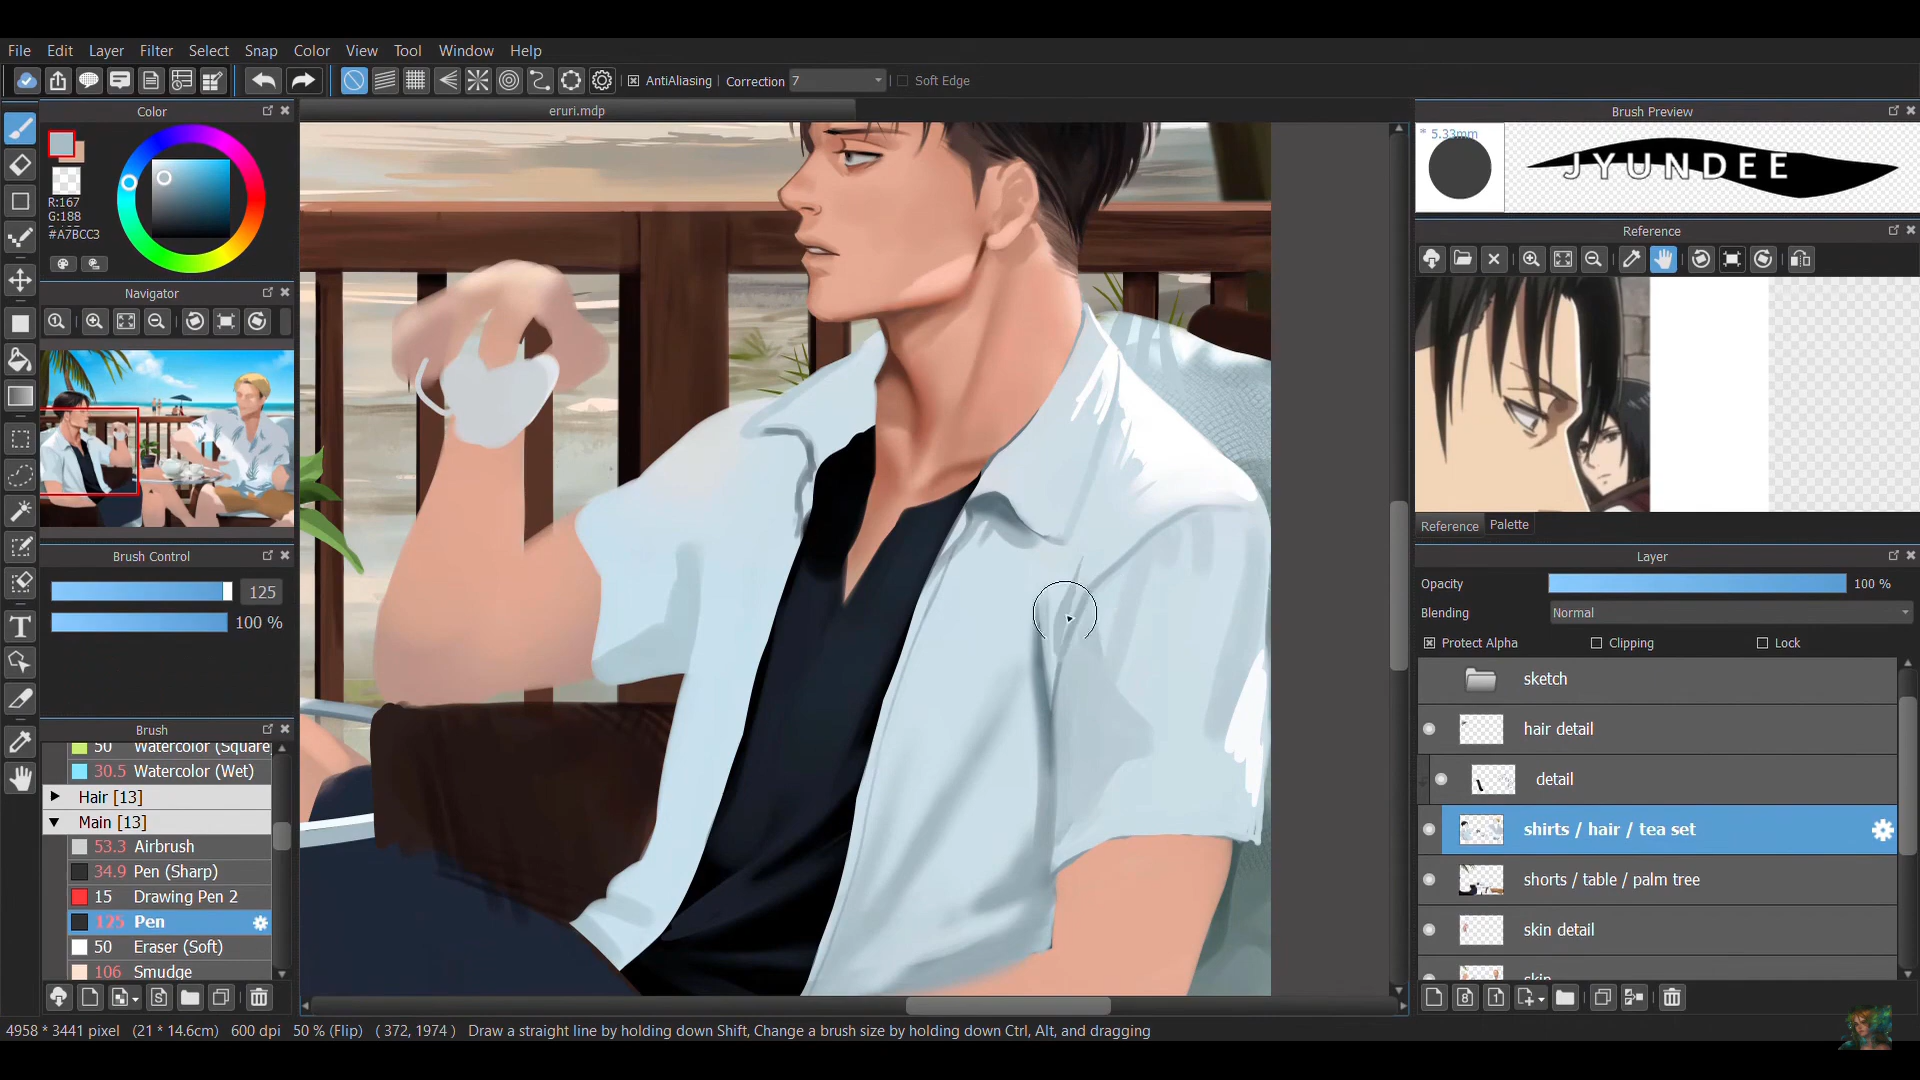 File Edit Layer Filter Select Snap Color View Tool Window Help
AntiAliasing Correction 7 Soft Edge
Color
eruri.mdp
Brush Preview
* 5.33mm
JYUNDEE
R:167
G:188
#A7BCC3
Reference
Navigator
Reference Palette
Brush Control
Layer
125
Opacity 100 %
100 %
Blending Normal
Protect Alpha Clipping Lock
sketch
hair detail
Brush
50 Watercolor (Square
30.5 Watercolor (Wet)
detail
Hair [13]
Main [13]
shirts / hair / tea set
53.3 Airbrush
34.9 Pen (Sharp)
shorts / table / palm tree
15 Drawing Pen 2
125 Pen
skin detail
50 Eraser (Soft)
106 Smudge
skin
4958 * 3441 pixel (21 * 14.6cm) 600 dpi 50 % (Flip) ( 372, 1974 ) Draw a straight line by holding down Shift, Change a brush size by holding down Ctrl, Alt, and dragging